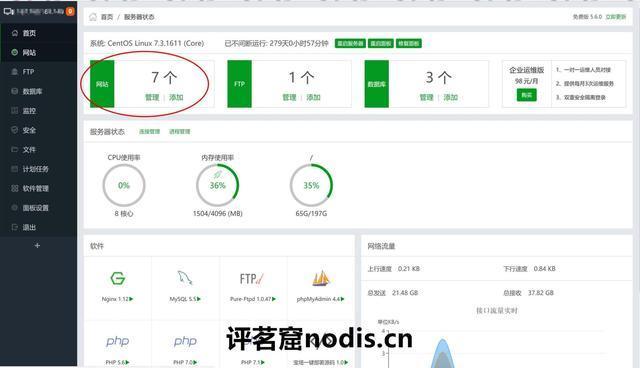 0
首页 / 服务器状态
免费版 5.6.0 立即更新
首页
网站
FTP
数据库
监控
安全
文件
计划任务
软件管理
面板设置
退出
系统: CentOS Linux 7.3.1611 (Core) 已不间断运行: 279天0小时57分钟 重启服务器 重启面板 修复面板
网站
7 个
管理 | 添加
FTP
1 个
管理 | 添加
数据库
3 个
管理 | 添加
企业运维版
98 元/月
购买
1、一对一运维人员对接
2、提供每月3次运维服务
3、双重安全隔离登录
服务器状态 连接管理 进程管理
CPU使用率 内存使用率 /
0% 36% 35%
8 核心 1504/4096 (MB) 65G/197G
软件
Nginx 1.12 MySQL 5.5 Pure-Ftpd 1.0.47 phpMyAdmin 4.4
php php php
PHP 5.6 PHP 7.0 PHP 7.1 宝塔一键部署源码 1.0
网络流量
上行速度 0.21 KB 下行速度 0.84 KB
总发送 21.48 GB 总接收 37.82 GB
接口流量实时
单位KB/s
4
3
2
评茗窟nodis.cn